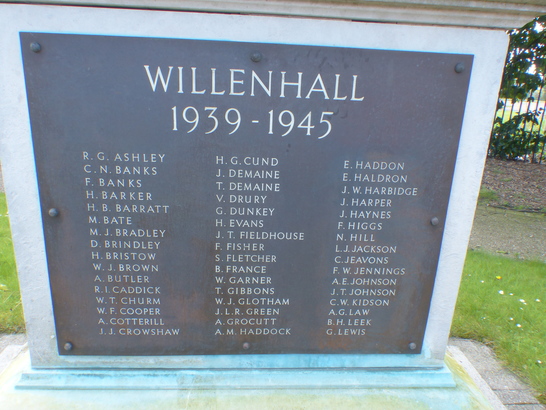 WILLENHALL
1939 - 1945
R. G. ASHLEY
C. N. BANKS
F. BANKS
H. BARKER
H. B. BARRATT
M. BATE
M. J. BRADLEY
D. BRINDLEY
H. BRISTOW
W. J. BROWN
A. BUTLER
R. I. CADDICK
W. T. CHURM
W. F. COOPER
A. COTTERILL
J. J. CROWSHAW
H. G. CUND
J. DEMAINE
T. DEMAINE
V. DRURY
G. DUNKEY
H. EVANS
J. T. FIELDHOUSE
F. FISHER
S. FLETCHER
B. FRANCE
W. GARNER
T. GIBBONS
W. J. GLOTHAM
J. L. R. GREEN
A. GROCUTT
A. M. HADDOCK
E. HADDON
E. HALDRON
J. W. HARBIDGE
J. HARPER
J. HAYNES
F. HIGGS
N. HILL
L. J. JACKSON
C. JEAVONS
F. W. JENNINGS
A. E. JOHNSON
J. T. JOHNSON
C. W. KIDSON
A. G. LAW
B. H. LEEK
G. LEWIS